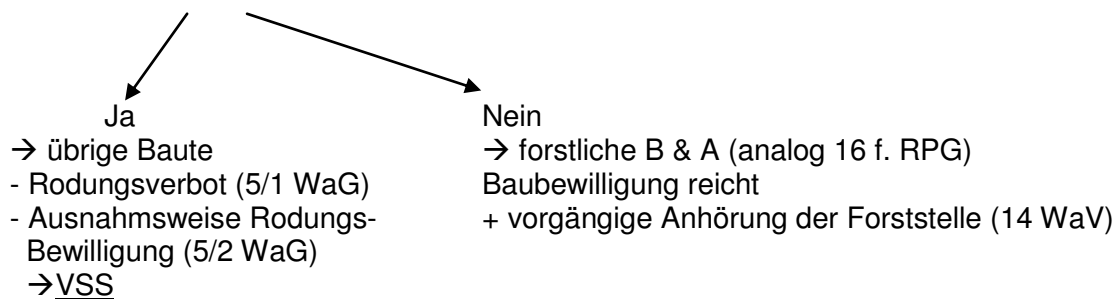 Ja
→ übrige Baute
- Rodungsverbot (5/1 WaG)
- Ausnahmsweise Rodungs-
Bewilligung (5/2 WaG)
→VSS
Nein
→ forstliche B & A (analog 16 f. RPG)
Baubewilligung reicht
+ vorgängige Anhörung der Forststelle (14 WaV)